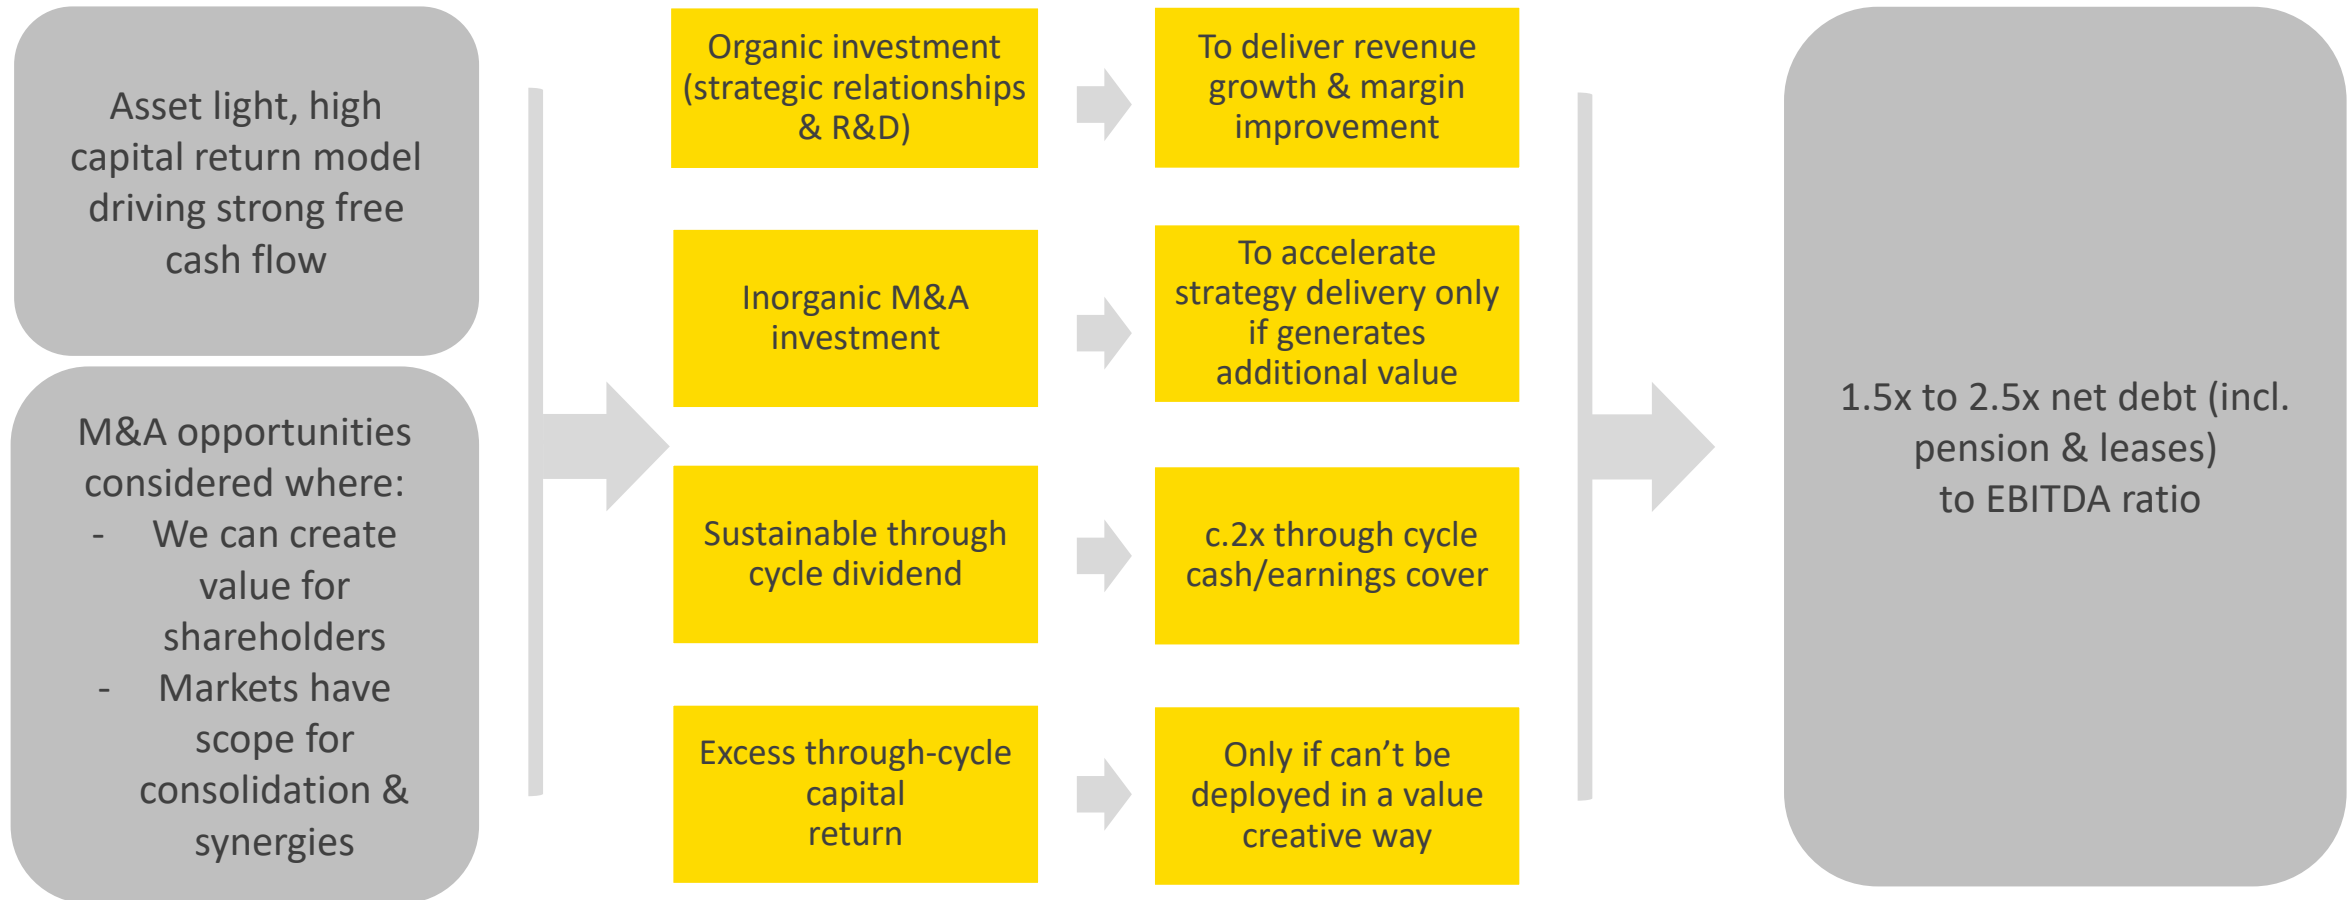 Asset light, high
capital return model
driving strong free
cash flow
M&A opportunities
considered where:
- We can create
value for
shareholders
- Markets have
scope for
consolidation &
synergies
Organic investment
(strategic relationships
& R&D)
To deliver revenue
growth & margin
improvement
Inorganic M&A
investment
To accelerate
strategy delivery only
if generates
additional value
Sustainable through
cycle dividend
c.2x through cycle
cash/earnings cover
Excess through-cycle
capital
return
Only if can’t be
deployed in a value
creative way
1.5x to 2.5x net debt (incl.
pension & leases)
to EBITDA ratio